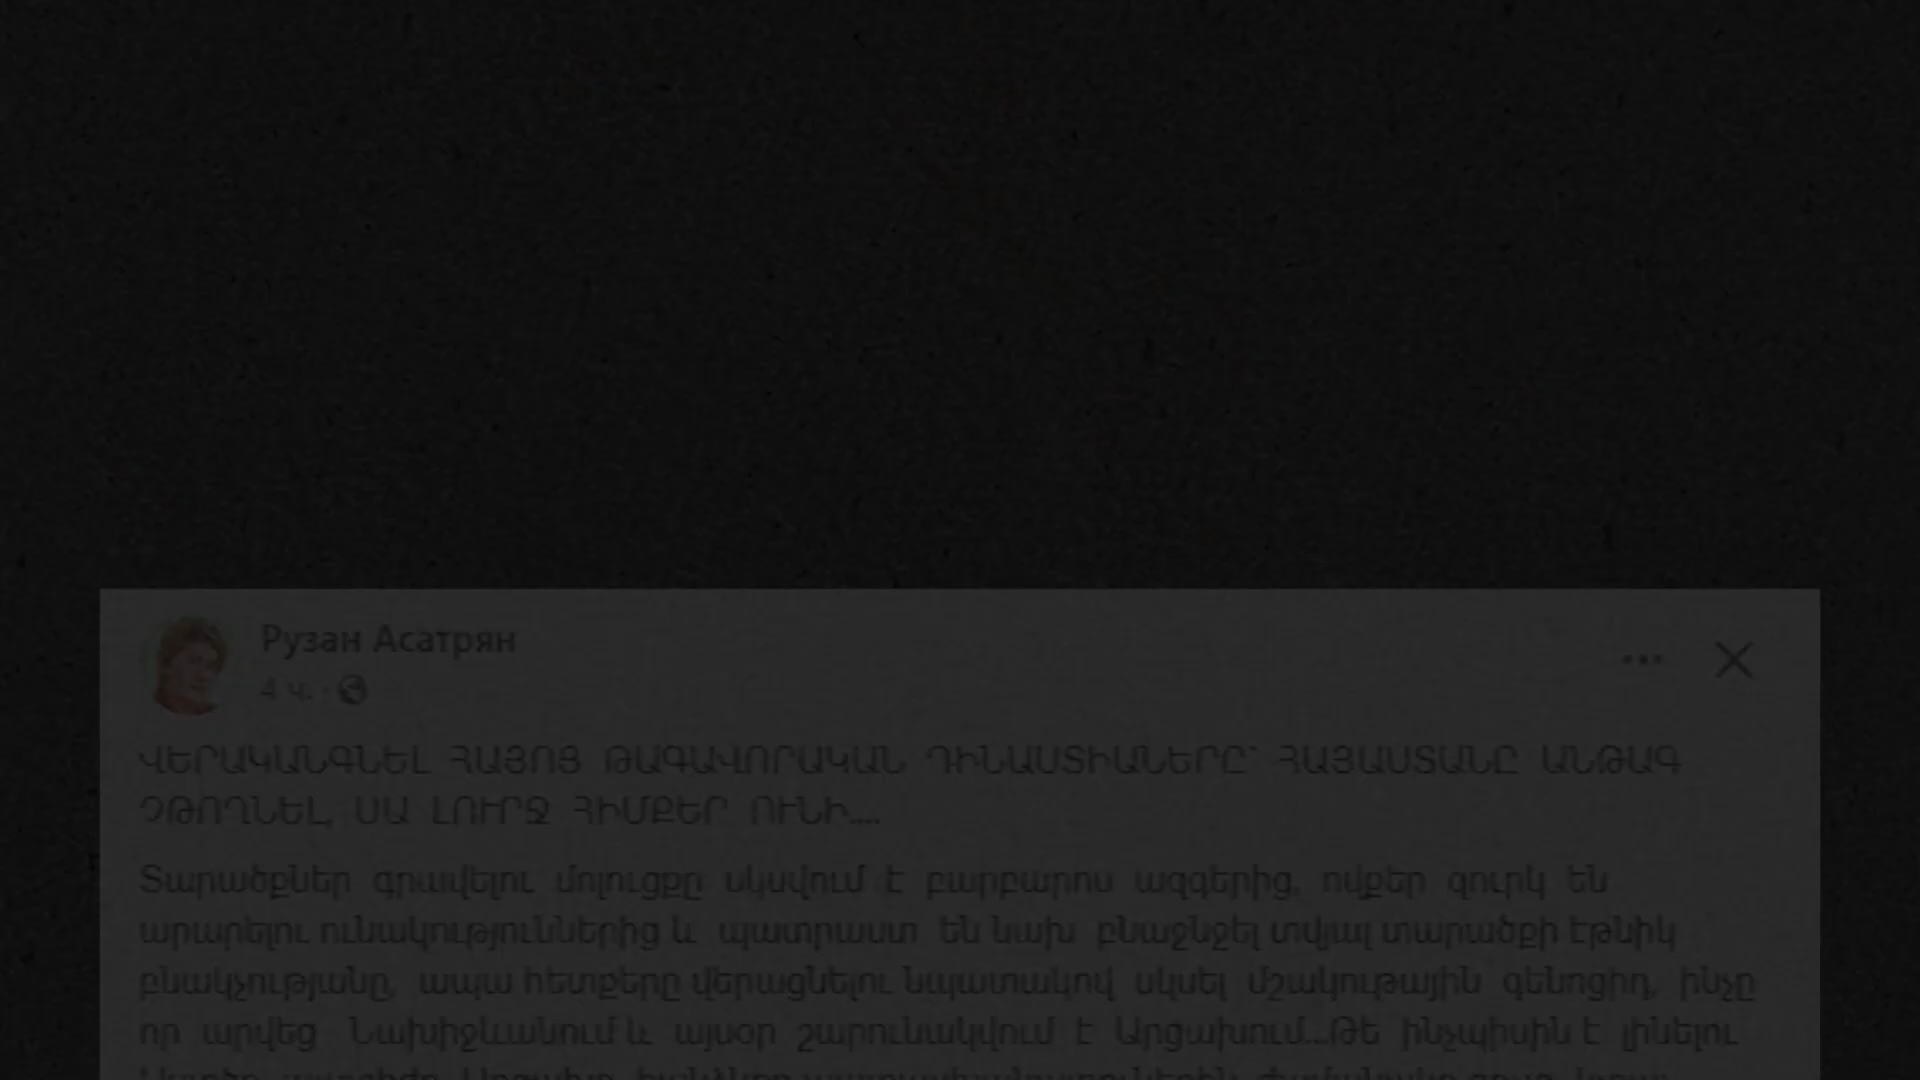 Рузан Асатрян
4 ч. ·
ՎԵՐԱԿԱՆԳՆԵԼ ՀԱՅՈՑ ԹԱԳԱՎՈՐԱԿԱՆ ԴԻՆԱՍՏԻԱՆԵՐԸ՝ ՀԱՅԱՍՏԱՆԸ ԱՆԹԱԳ
ՉԹՈՂՆԵԼ, ՍԱ ԼՈՒՐՋ ՀԻՄՔԵՐ ՈՒՆԻ....
Տարածքներ գրավելու մոլուցքը սկսվում է բարբարոս ազգերից, ովքեր զուրկ են
արարելու ունակություններից և պատրաստ են նախ բնաջնջել տվյալ տարածքի էթնիկ
բնակչությանը, ապա հետքերը վերացնելու նպատակով սկսել մշակութային գենոցիդ, ինչը
որ արվեց Նախիջևանում և այսօր շարունակվում է Արցախում...Թե ինչպիսին է լինելու